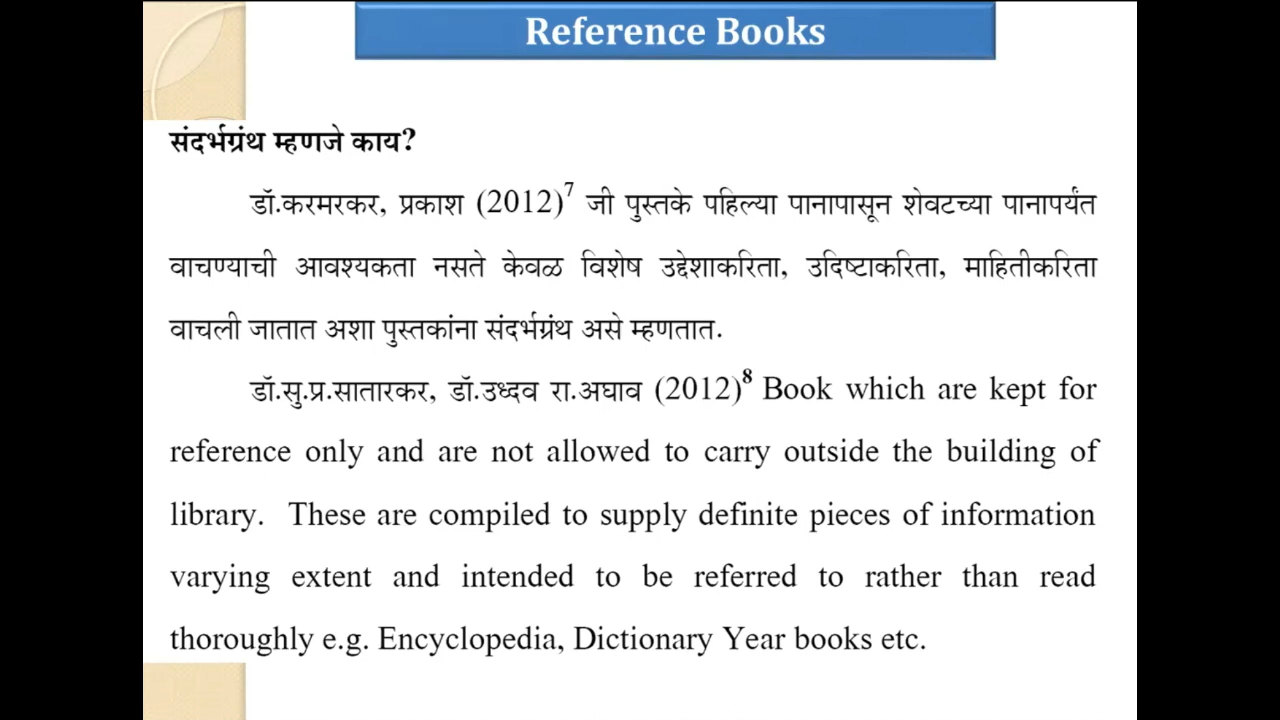 Reference Books
संदर्भग्रंथ म्हणजे काय?
डॉ.करमरकर, प्रकाश (2012)7 जी पुस्तके पहिल्या पानापासून शेवटच्या पानापर्यंत
वाचण्याची आवश्यकता नसते केवळ विशेष उद्देशाकरिता, उदिष्टाकरिता, माहितीकरिता
वाचली जातात अशा पुस्तकांना संदर्भग्रंथ असे म्हणतात.
डॉ.सु.प्र.सातारकर, डॉ.उध्दव रा.अघाव (2012)8 Book which are kept for
reference only and are not allowed to carry outside the building of
library. These are compiled to supply definite pieces of information
varying extent and intended to be referred to rather than read
thoroughly e.g. Encyclopedia, Dictionary Year books etc.